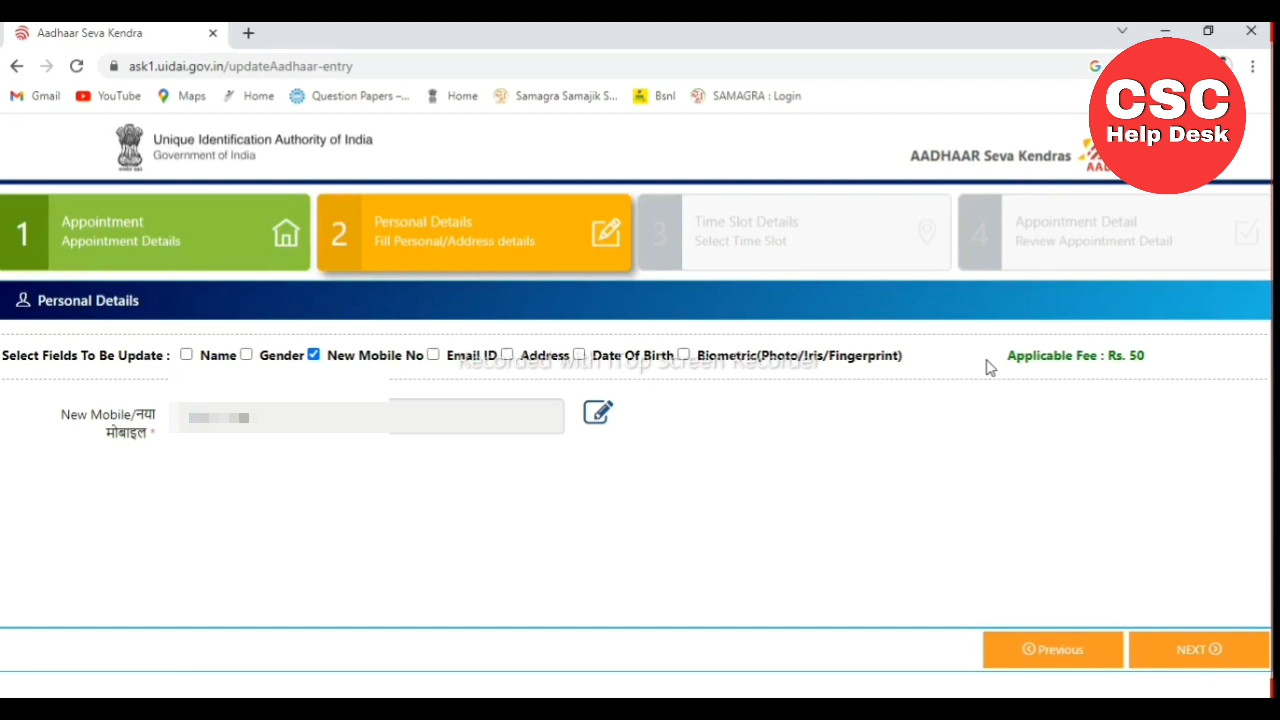 Aadhaar Seva Kendra
ask1.uidai.gov.in/updateAadhaar-entry
Gmail YouTube Maps Home Question Papers –... Home Samagra Samajik S... Bsnl SAMAGRA : Login
CSC
Help Desk
Unique Identification Authority of India
Government of India
AADHAAR Seva Kendras
1 Appointment
Appointment Details
2 Personal Details
Fill Personal/Address details
3 Time Slot Details
Select Time Slot
4 Appointment Detail
Review Appointment Detail
Personal Details
Select Fields To Be Update : Name Gender New Mobile No Email ID Address Date Of Birth Biometric(Photo/Iris/Fingerprint) Applicable Fee : Rs. 50
Recorded with iTop Screen Recorder
New Mobile/नया
मोबाइल *
Previous NEXT